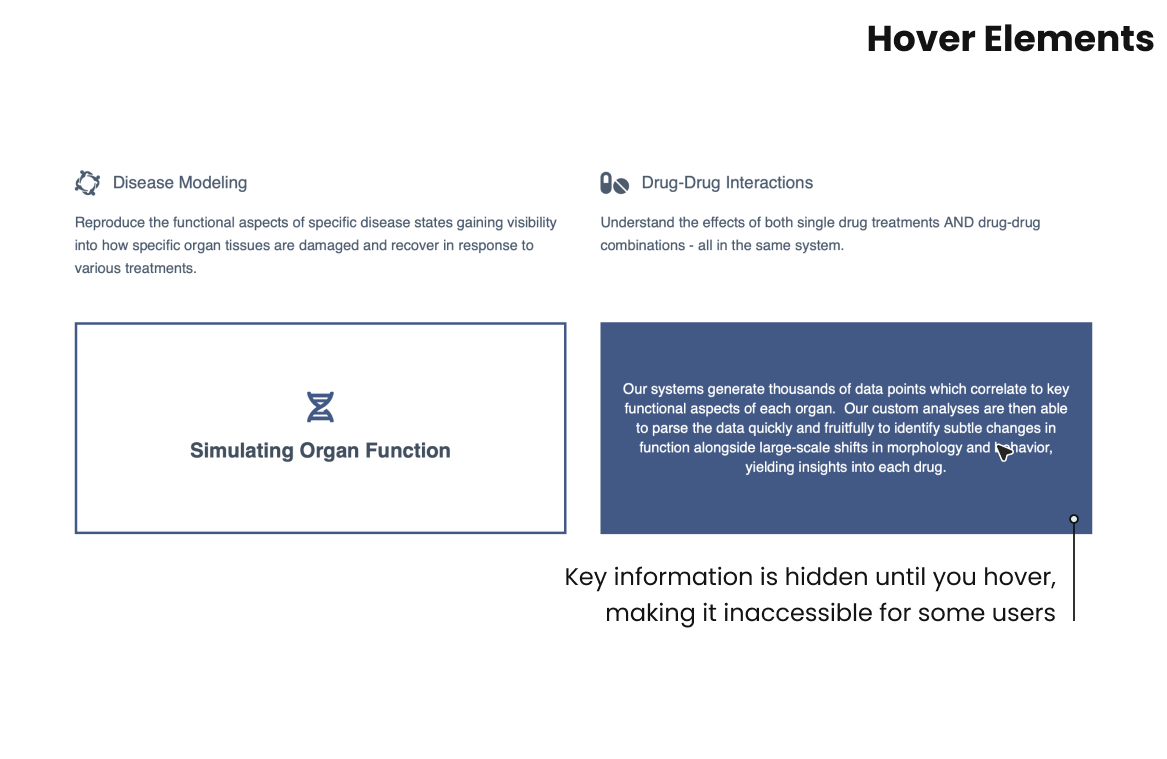 Hover Elements
Disease Modeling
Reproduce the functional aspects of specific disease states gaining visibility
into how specific organ tissues are damaged and recover in response to
various treatments.
Drug-Drug Interactions
Understand the effects of both single drug treatments AND drug-drug
combinations - all in the same system.
Simulating Organ Function
Our systems generate thousands of data points which correlate to key
functional aspects of each organ.  Our custom analyses are then able
to parse the data quickly and fruitfully to identify subtle changes in
function alongside large-scale shifts in morphology and behavior,
yielding insights into each drug.
Key information is hidden until you hover,
making it inaccessible for some users